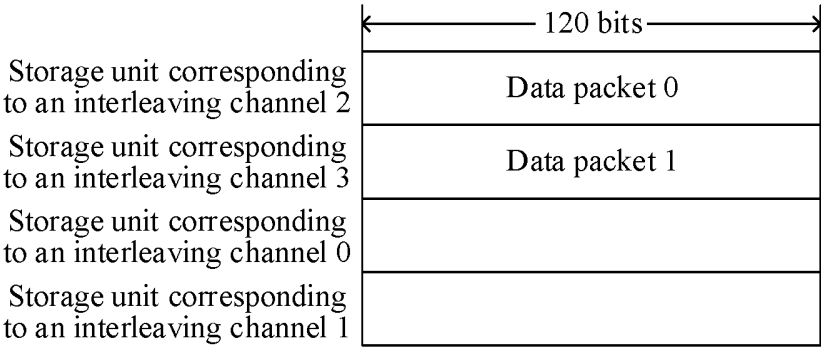 120 bits
Storage unit corresponding
to an interleaving channel 2
Data packet 0
Storage unit corresponding
to an interleaving channel 3
Data packet 1
Storage unit corresponding
to an interleaving channel 0
Storage unit corresponding
to an interleaving channel 1